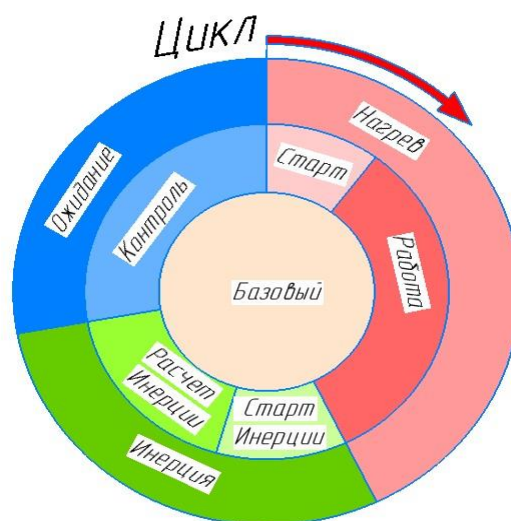 Цикл
Нагрев
Старт
Ожидание
Контроль
Работа
Базовый
Расчет
Инерции
Старт
Инерции
Инерция